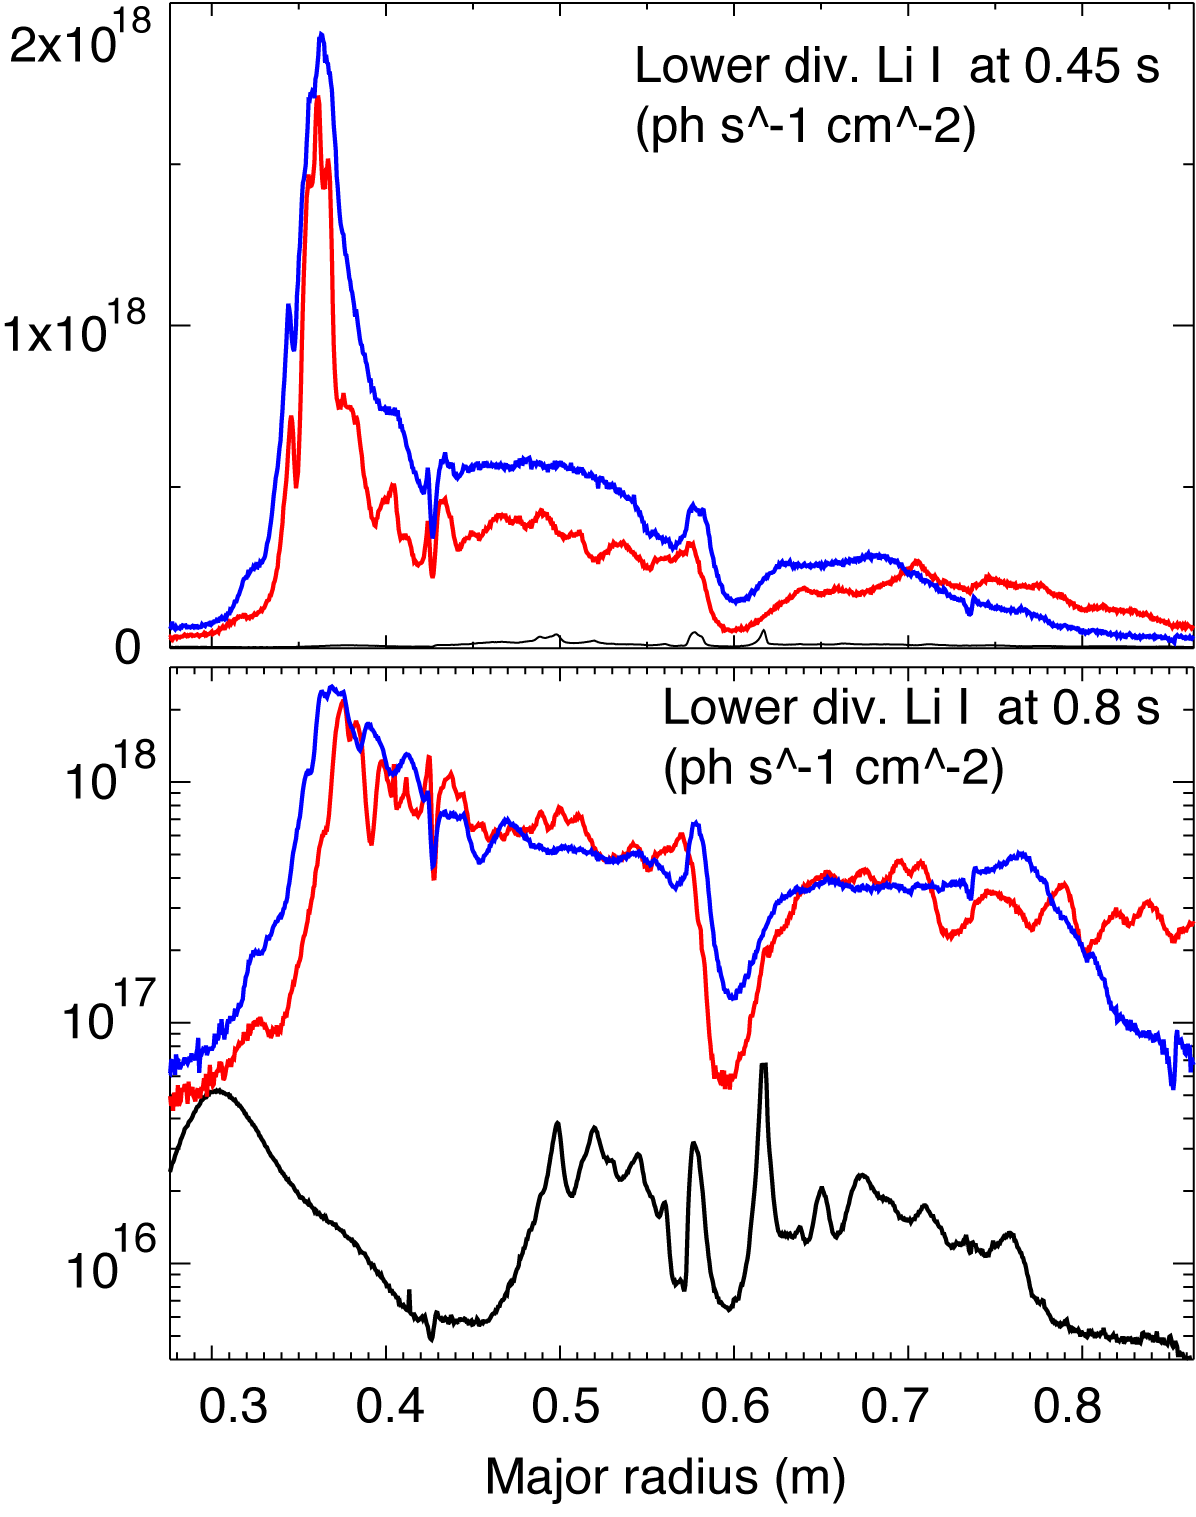 2x10^18
Lower div. Li I at 0.45 s
(ph s^-1 cm^-2)
1x10^18
0
Lower div. Li I at 0.8 s
(ph s^-1 cm^-2)
10^18
10^17
10^16
0.3 0.4 0.5 0.6 0.7 0.8
Major radius (m)